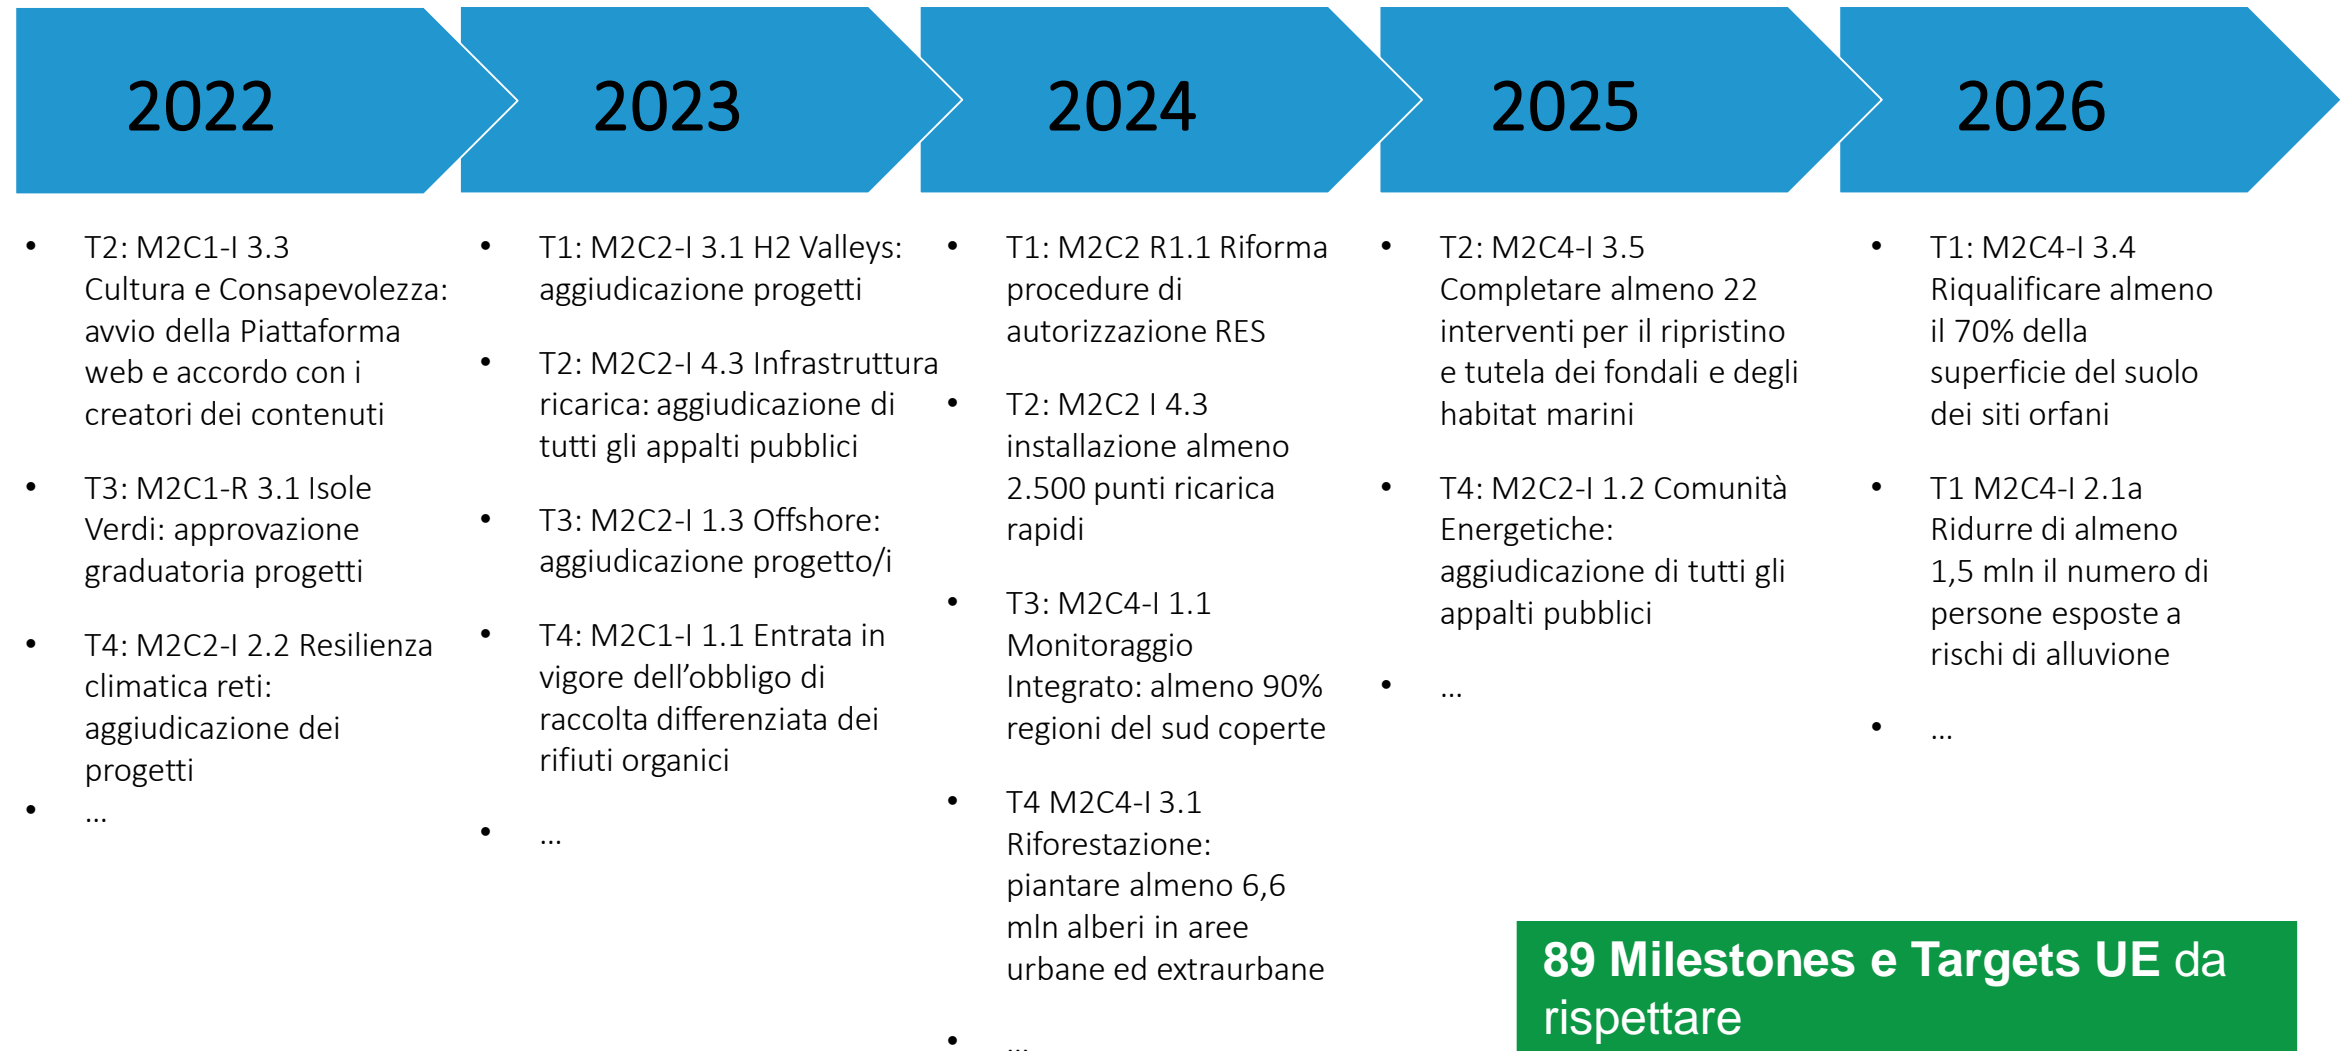 2022
2023
2024
2025
2026
• T2: M2C1-I 3.3
Cultura e Consapevolezza:
avvio della Piattaforma
web e accordo con i
creatori dei contenuti
• T3: M2C1-R 3.1 Isole
Verdi: approvazione
graduatoria progetti
• T4: M2C2-I 2.2 Resilienza
climatica reti:
aggiudicazione dei
progetti
• ...
• T1: M2C2-I 3.1 H2 Valleys:
aggiudicazione progetti
• T2: M2C2-I 4.3 Infrastruttura
ricarica: aggiudicazione di
tutti gli appalti pubblici
• T3: M2C2-I 1.3 Offshore:
aggiudicazione progetto/i
• T4: M2C1-I 1.1 Entrata in
vigore dell’obbligo di
raccolta differenziata dei
rifiuti organici
• ...
• T1: M2C2 R1.1 Riforma
procedure di
autorizzazione RES
• T2: M2C2 I 4.3
installazione almeno
2.500 punti ricarica
rapidi
• T3: M2C4-I 1.1
Monitoraggio
Integrato: almeno 90%
regioni del sud coperte
• T4 M2C4-I 3.1
Riforestazione:
piantare almeno 6,6
mln alberi in aree
urbane ed extraurbane
• ...
• T2: M2C4-I 3.5
Completare almeno 22
interventi per il ripristino
e tutela dei fondali e degli
habitat marini
• T4: M2C2-I 1.2 Comunità
Energetiche:
aggiudicazione di tutti gli
appalti pubblici
• ...
• T1: M2C4-I 3.4
Riqualificare almeno
il 70% della
superficie del suolo
dei siti orfani
• T1 M2C4-I 2.1a
Ridurre di almeno
1,5 mln il numero di
persone esposte a
rischi di alluvione
• ...
89 Milestones e Targets UE da
rispettare